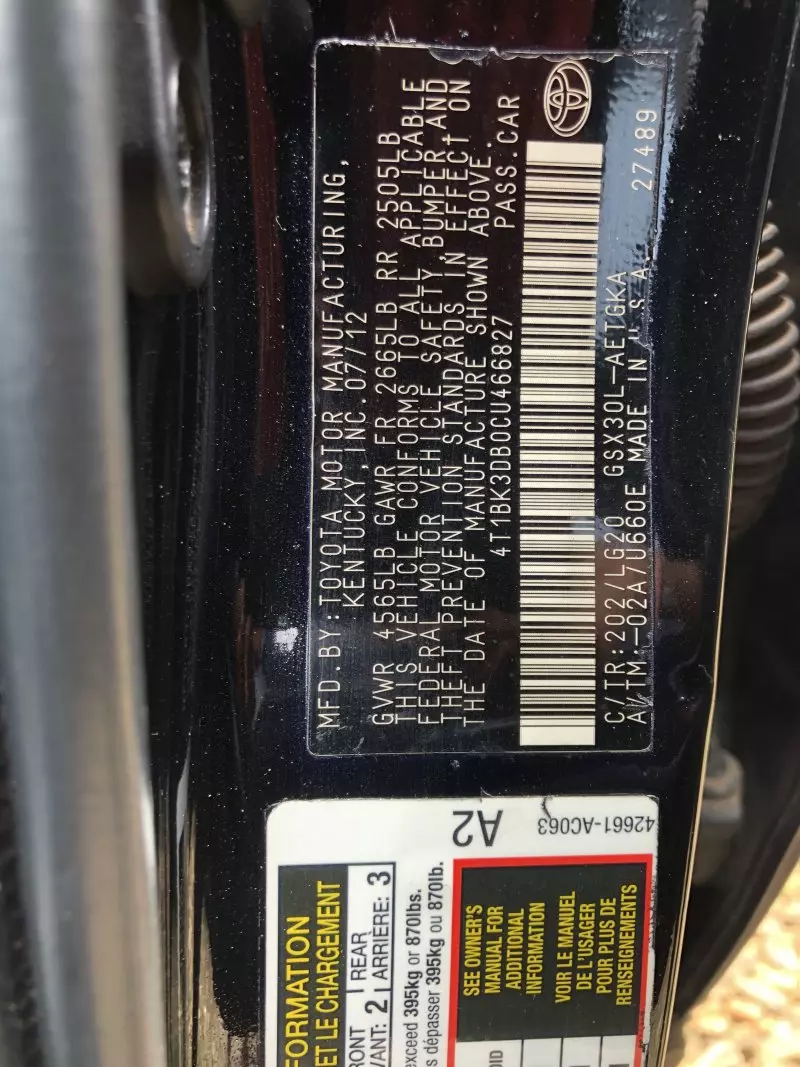 MFD.BY:TOYOTA MOTOR MANUFACTURING,
KENTUCKY, INC. 07/12
GVWR 4565LB GAWR FR 2665LB RR 2505LB
THIS VEHICLE CONFORMS TO ALL APPLICABLE
FEDERAL MOTOR VEHICLE SAFETY, BUMPER AND
THEFT PREVENTION STANDARDS IN EFFECT ON
THE DATE OF MANUFACTURE SHOWN ABOVE.
4T1BK3DB0CU466827 PASS.CAR
C/TR:202/LG20 GSX30L-AETGKA
A/TM:-02A/U660E MADE IN U.S.A. 27489
A2
42661-AC063
FORMATION
ET LE CHARGEMENT
RONT
REAR
VANT: 2
ARRIÈRE: 3
exceed 395kg or 870lbs.
s dépasser 395kg ou 870lb.
SEE OWNER'S
MANUAL FOR
ADDITIONAL
INFORMATION
VOIR LE MANUEL
DE L'USAGER
POUR PLUS DE
RENSEIGNEMENTS